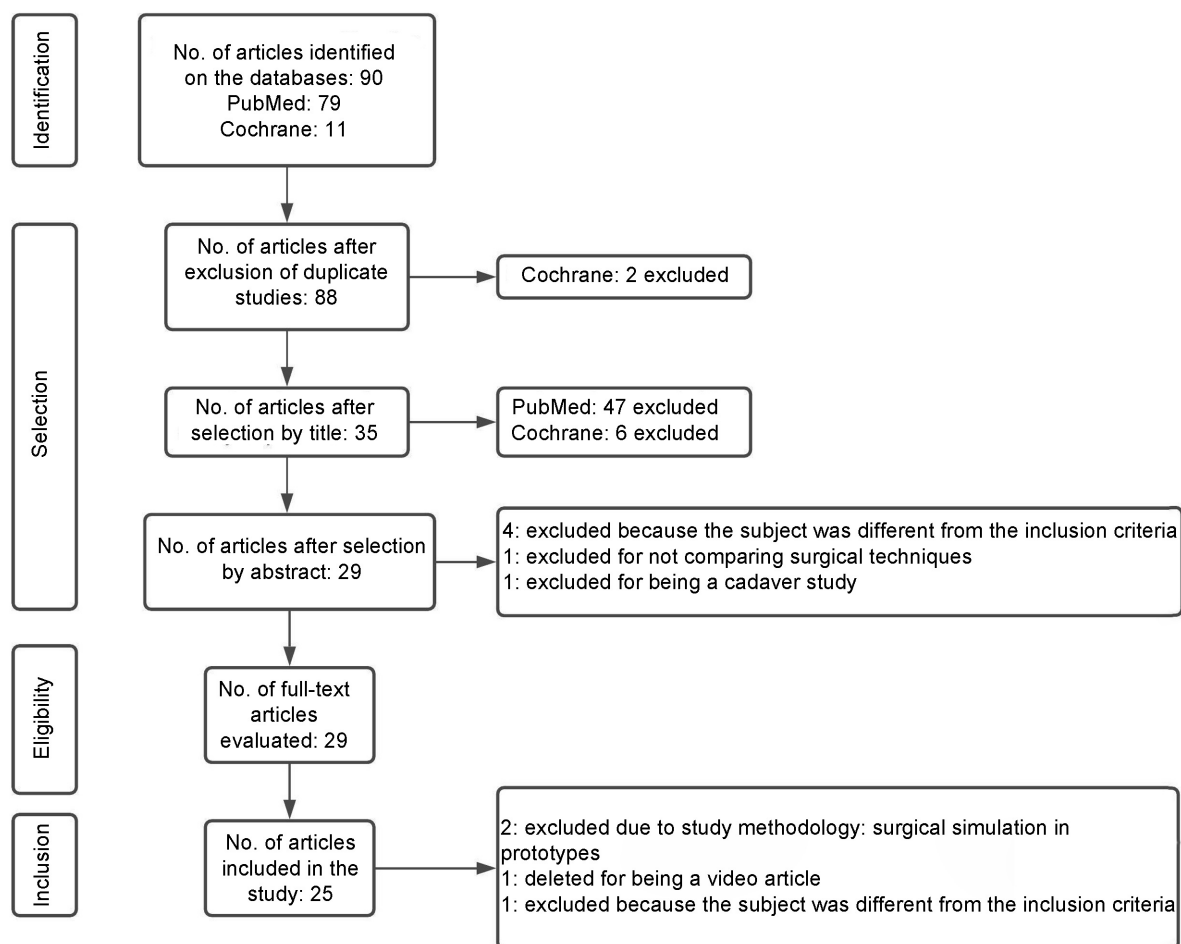 Identification
No. of articles identified
on the databases: 90
PubMed: 79
Cochrane: 11
Selection
No. of articles after
exclusion of duplicate
studies: 88
Cochrane: 2 excluded
No. of articles after
selection by title: 35
PubMed: 47 excluded
Cochrane: 6 excluded
No. of articles after selection
by abstract: 29
4: excluded because the subject was different from the inclusion criteria
1: excluded for not comparing surgical techniques
1: excluded for being a cadaver study
Eligibility
No. of full-text
articles
evaluated: 29
Inclusion
No. of articles
included in the
study: 25
2: excluded due to study methodology: surgical simulation in
prototypes
1: deleted for being a video article
1: excluded because the subject was different from the inclusion criteria